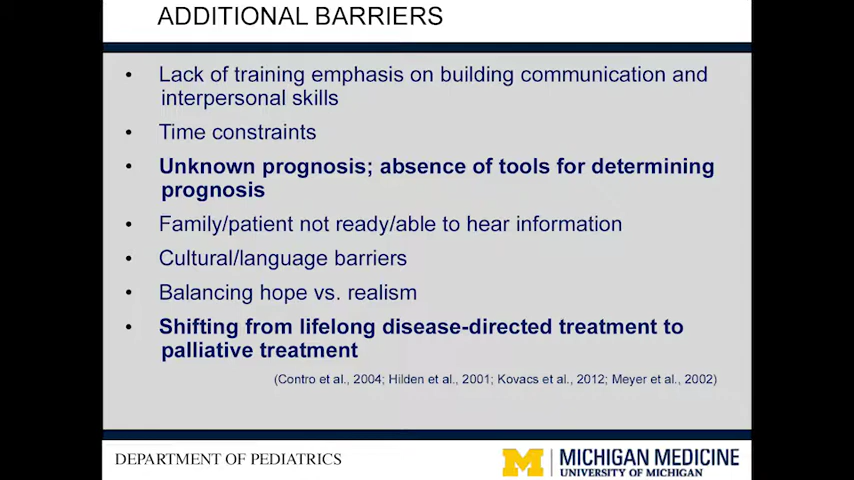 ADDITIONAL BARRIERS
• Lack of training emphasis on building communication and
interpersonal skills
• Time constraints
• Unknown prognosis; absence of tools for determining
prognosis
• Family/patient not ready/able to hear information
• Cultural/language barriers
• Balancing hope vs. realism
• Shifting from lifelong disease-directed treatment to
palliative treatment
(Contro et al., 2004; Hilden et al., 2001; Kovacs et al., 2012; Meyer et al., 2002)
DEPARTMENT OF PEDIATRICS
M MICHIGAN MEDICINE
UNIVERSITY OF MICHIGAN